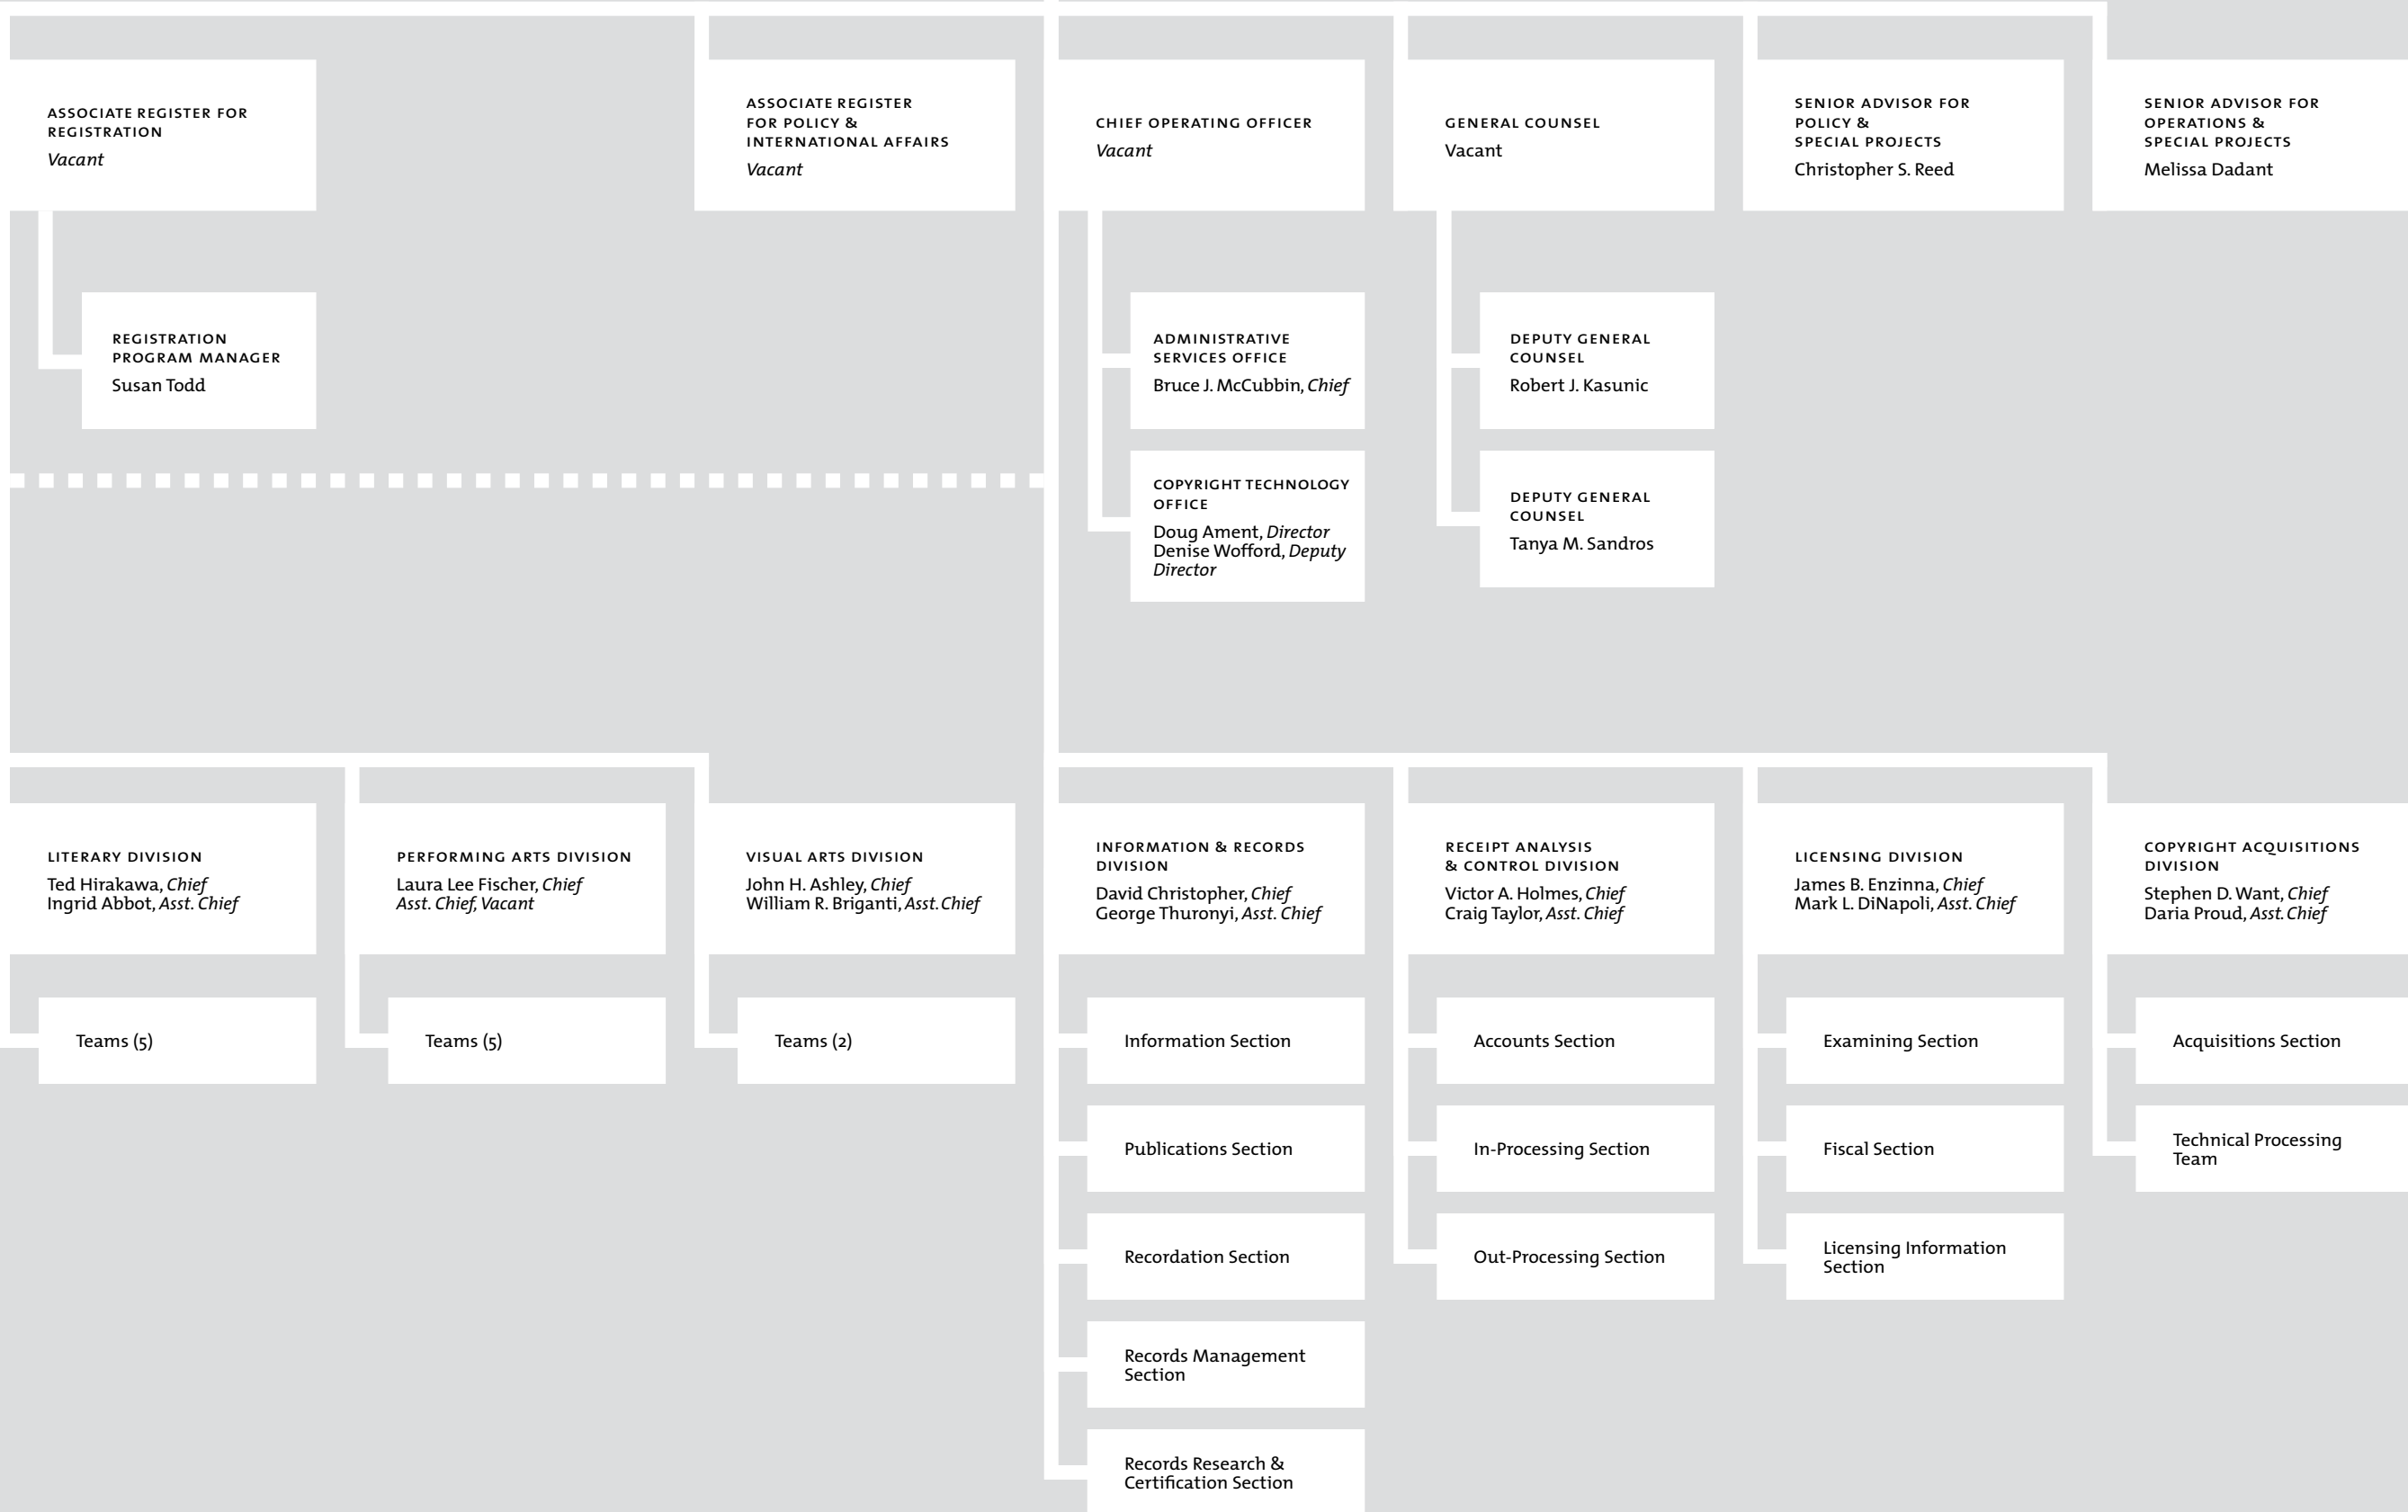 ASSOCIATE REGISTER FOR
REGISTRATION
Vacant
ASSOCIATE REGISTER
FOR POLICY &
INTERNATIONAL AFFAIRS
Vacant
CHIEF OPERATING OFFICER
Vacant
GENERAL COUNSEL
Vacant
SENIOR ADVISOR FOR
POLICY &
SPECIAL PROJECTS
Christopher S. Reed
SENIOR ADVISOR FOR
OPERATIONS &
SPECIAL PROJECTS
Melissa Dadant
REGISTRATION
PROGRAM MANAGER
Susan Todd
ADMINISTRATIVE
SERVICES OFFICE
Bruce J. McCubbin, Chief
DEPUTY GENERAL
COUNSEL
Robert J. Kasunic
COPYRIGHT TECHNOLOGY
OFFICE
Doug Ament, Director
Denise Wofford, Deputy
Director
DEPUTY GENERAL
COUNSEL
Tanya M. Sandros
LITERARY DIVISION
Ted Hirakawa, Chief
Ingrid Abbot, Asst. Chief
PERFORMING ARTS DIVISION
Laura Lee Fischer, Chief
Asst. Chief, Vacant
VISUAL ARTS DIVISION
John H. Ashley, Chief
William R. Briganti, Asst. Chief
INFORMATION & RECORDS
DIVISION
David Christopher, Chief
George Thuronyi, Asst. Chief
RECEIPT ANALYSIS
& CONTROL DIVISION
Victor A. Holmes, Chief
Craig Taylor, Asst. Chief
LICENSING DIVISION
James B. Enzinna, Chief
Mark L. DiNapoli, Asst. Chief
COPYRIGHT ACQUISITIONS
DIVISION
Stephen D. Want, Chief
Daria Proud, Asst. Chief
Teams (5)
Teams (5)
Teams (2)
Information Section
Accounts Section
Examining Section
Acquisitions Section
Publications Section
In-Processing Section
Fiscal Section
Technical Processing
Team
Recordation Section
Out-Processing Section
Licensing Information
Section
Records Management
Section
Records Research &
Certification Section